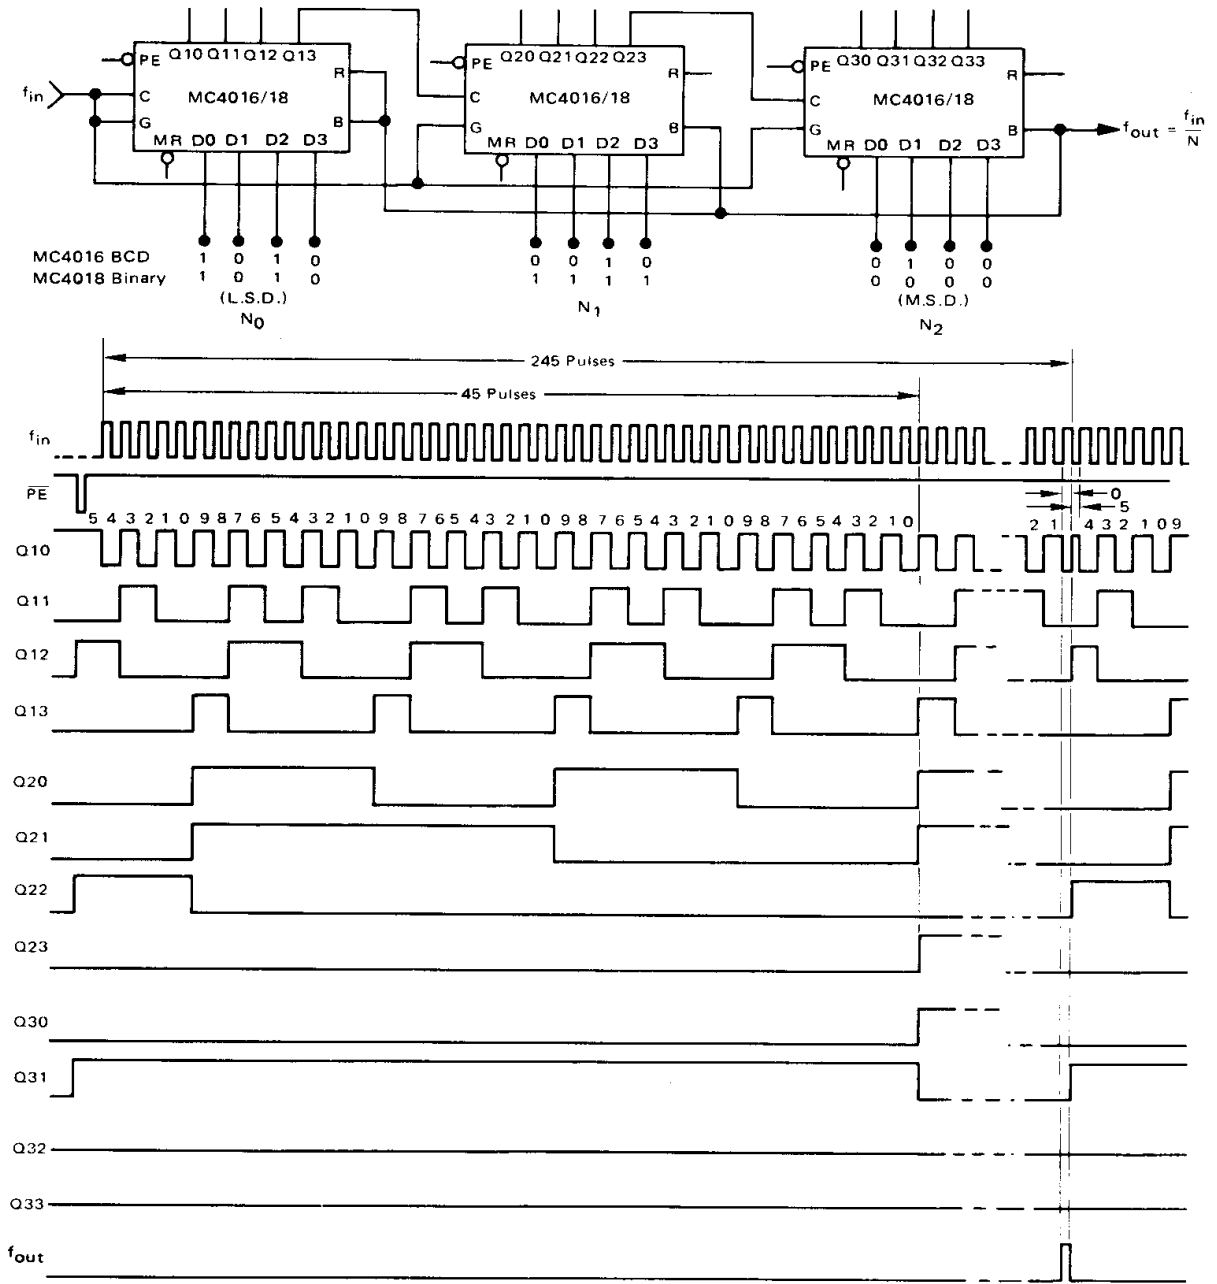 Q10 Q11 Q12 Q13
PE
R
f_in
C
MC4016/18
G
B
MR D0 D1 D2 D3
Q20 Q21 Q22 Q23
PE
R
C
MC4016/18
G
B
MR D0 D1 D2 D3
Q30 Q31 Q32 Q33
PE
R
C
MC4016/18
G
B
MR D0 D1 D2 D3
f_out = f_in/N
MC4016 BCD 1 0 1 0 0 0 1 0 0 1 0 0
MC4018 Binary 1 0 1 0 1 1 1 1 0 0 0 0
(L.S.D.) (M.S.D.)
N0 N1 N2
245 Pulses
45 Pulses
f_in
P̅E̅
0
5
5 4 3 2 1 0 9 8 7 6 5 4 3 2 1 0 9 8 7 6 5 4 3 2 1 0 9 8 7 6 5 4 3 2 1 0 9 8 7 6 5 4 3 2 1 0 2 1 4 3 2 1 0 9
Q10
Q11
Q12
Q13
Q20
Q21
Q22
Q23
Q30
Q31
Q32
Q33
f_out